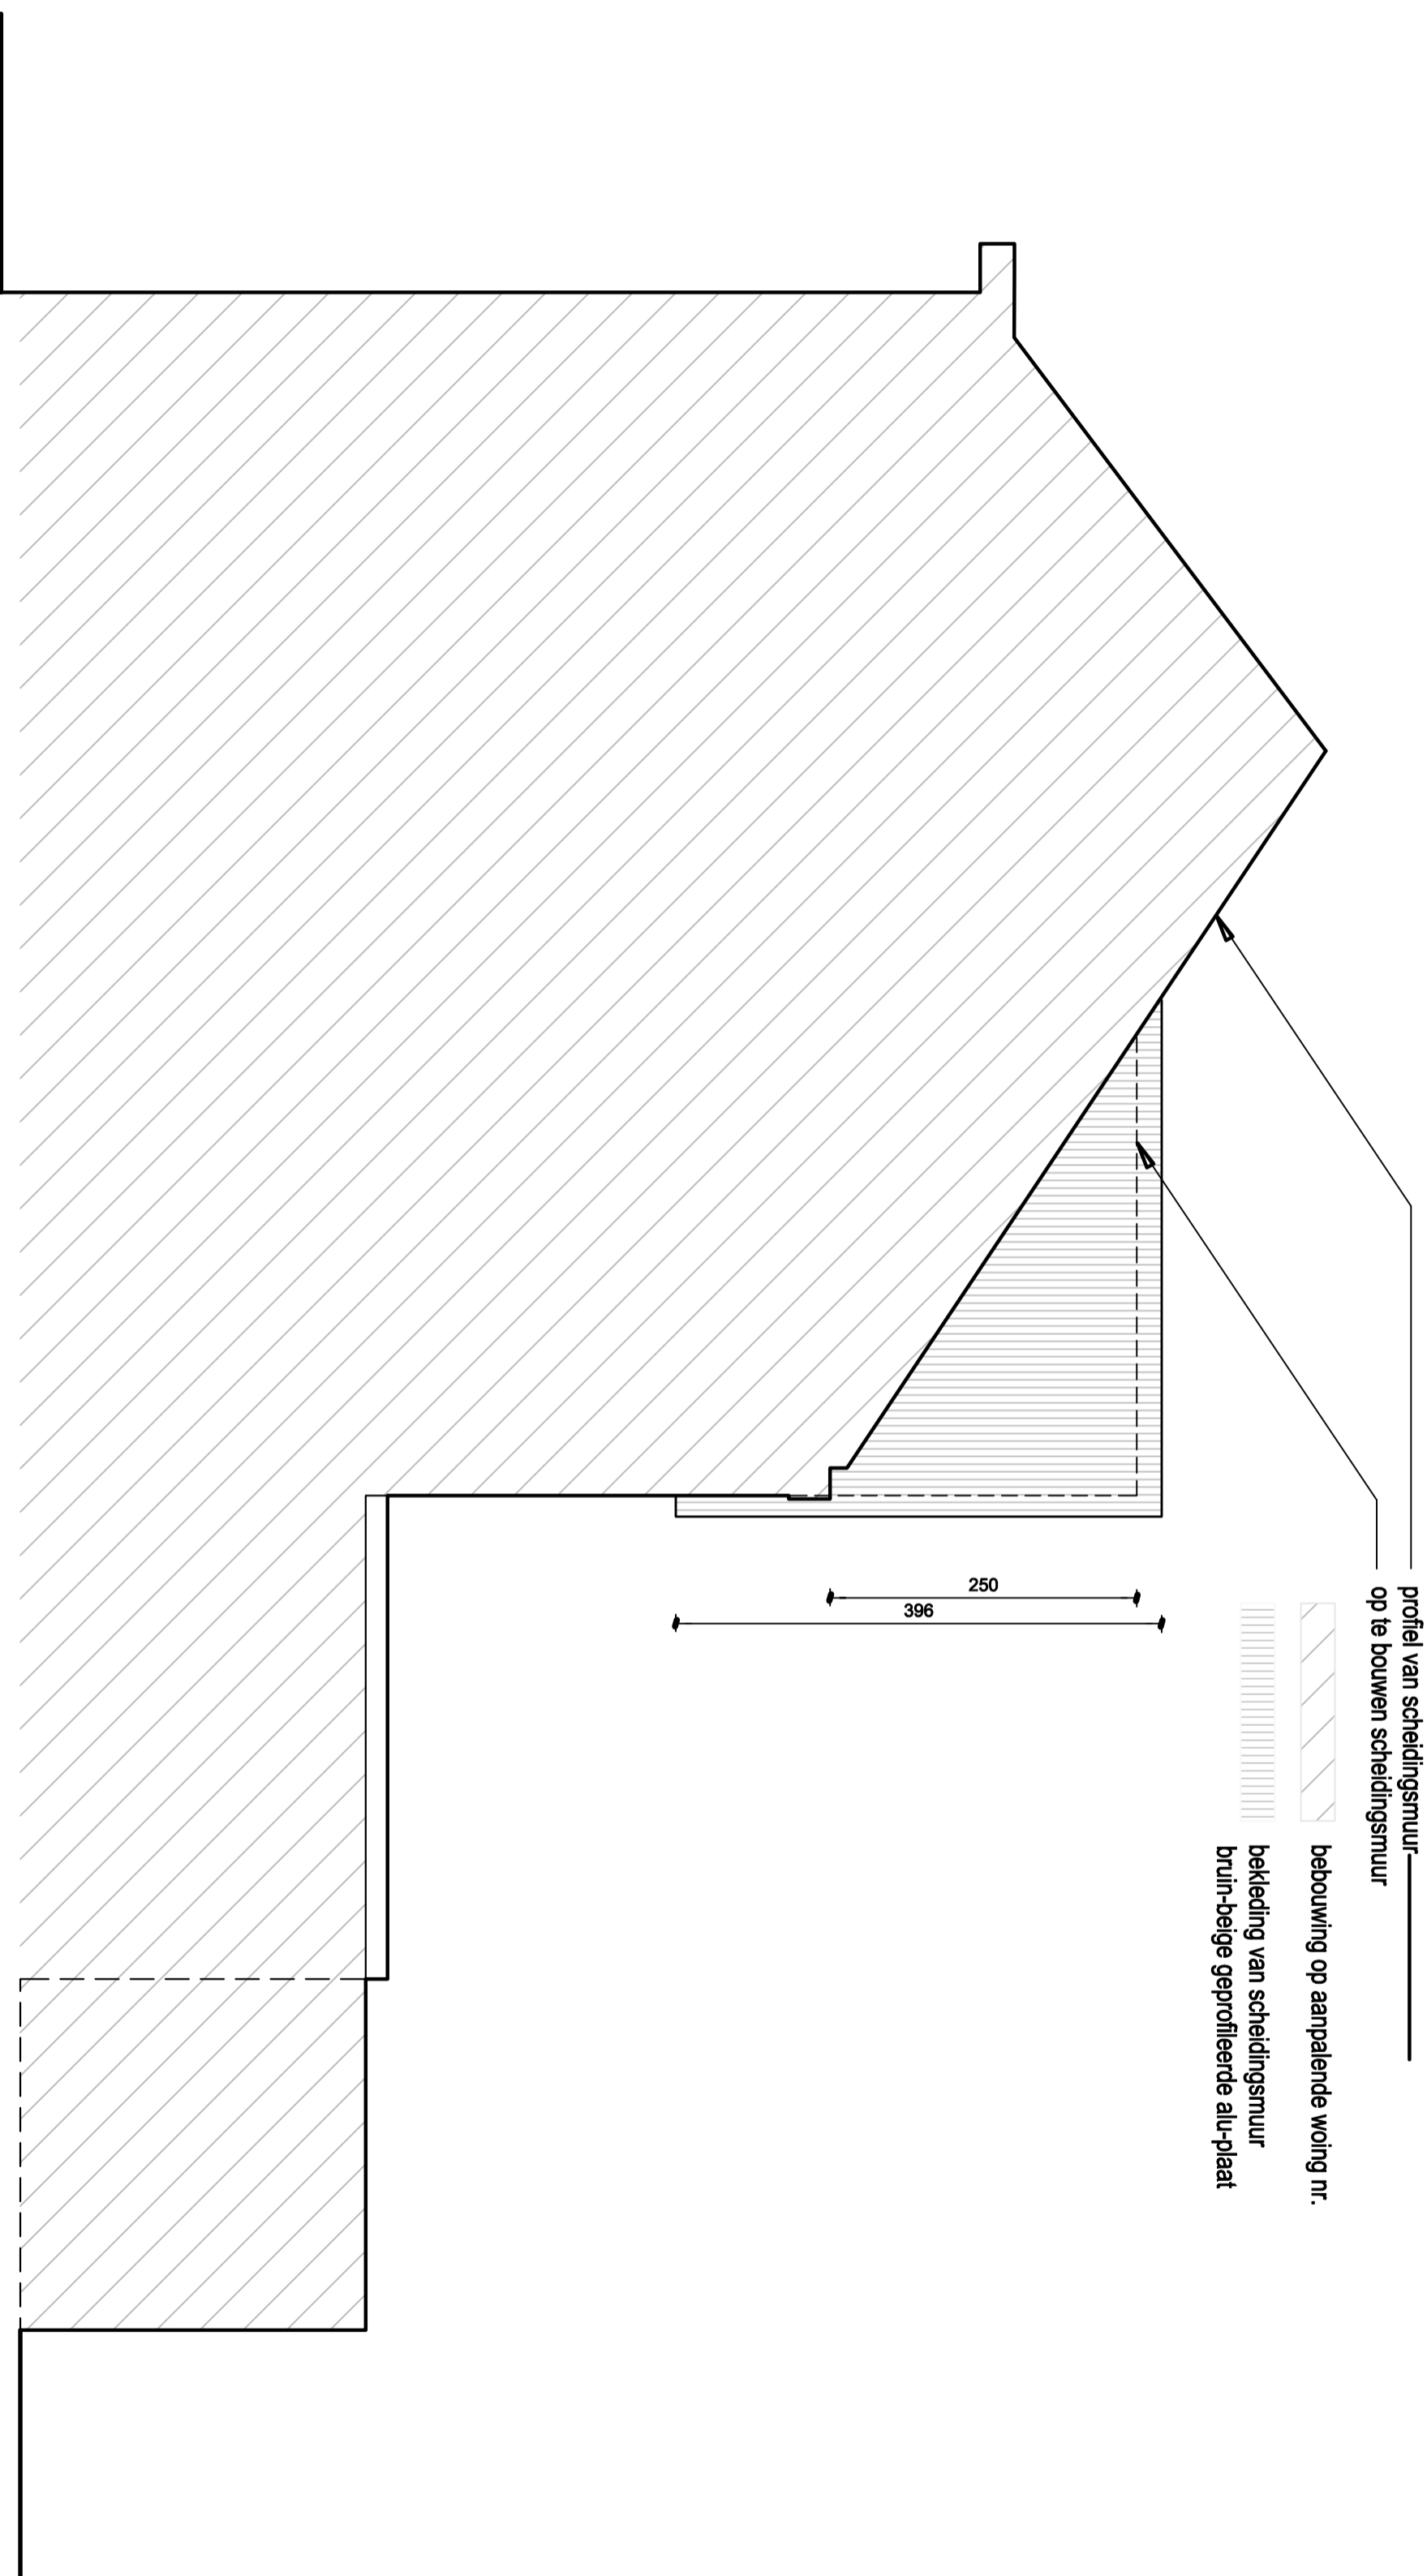 profiel van scheidingsmuur
op te bouwen scheidingsmuur
bebouwing op aanpalende woing nr.
bekleding van scheidingsmuur
bruin-beige geprofileerde alu-plaat
250
396